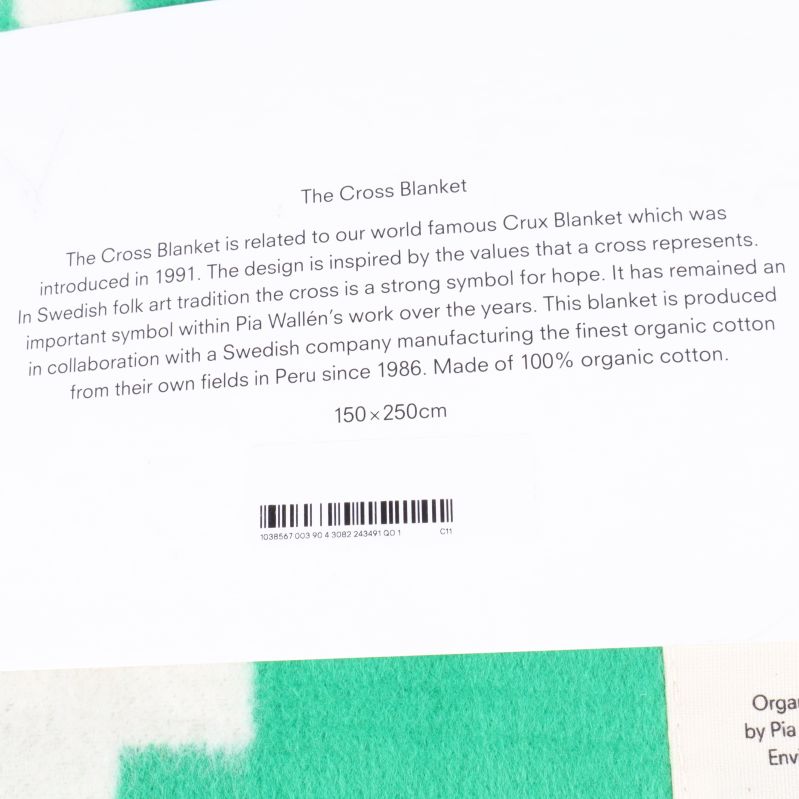 The Cross Blanket
The Cross Blanket is related to our world famous Crux Blanket which was
introduced in 1991. The design is inspired by the values that a cross represents.
In Swedish folk art tradition the cross is a strong symbol for hope. It has remained an
important symbol within Pia Wallén's work over the years. This blanket is produced
in collaboration with a Swedish company manufacturing the finest organic cotton
from their own fields in Peru since 1986. Made of 100% organic cotton.
150×250cm
1038567 003 90 4 3082 243491 Q0 1 C11
by Pia